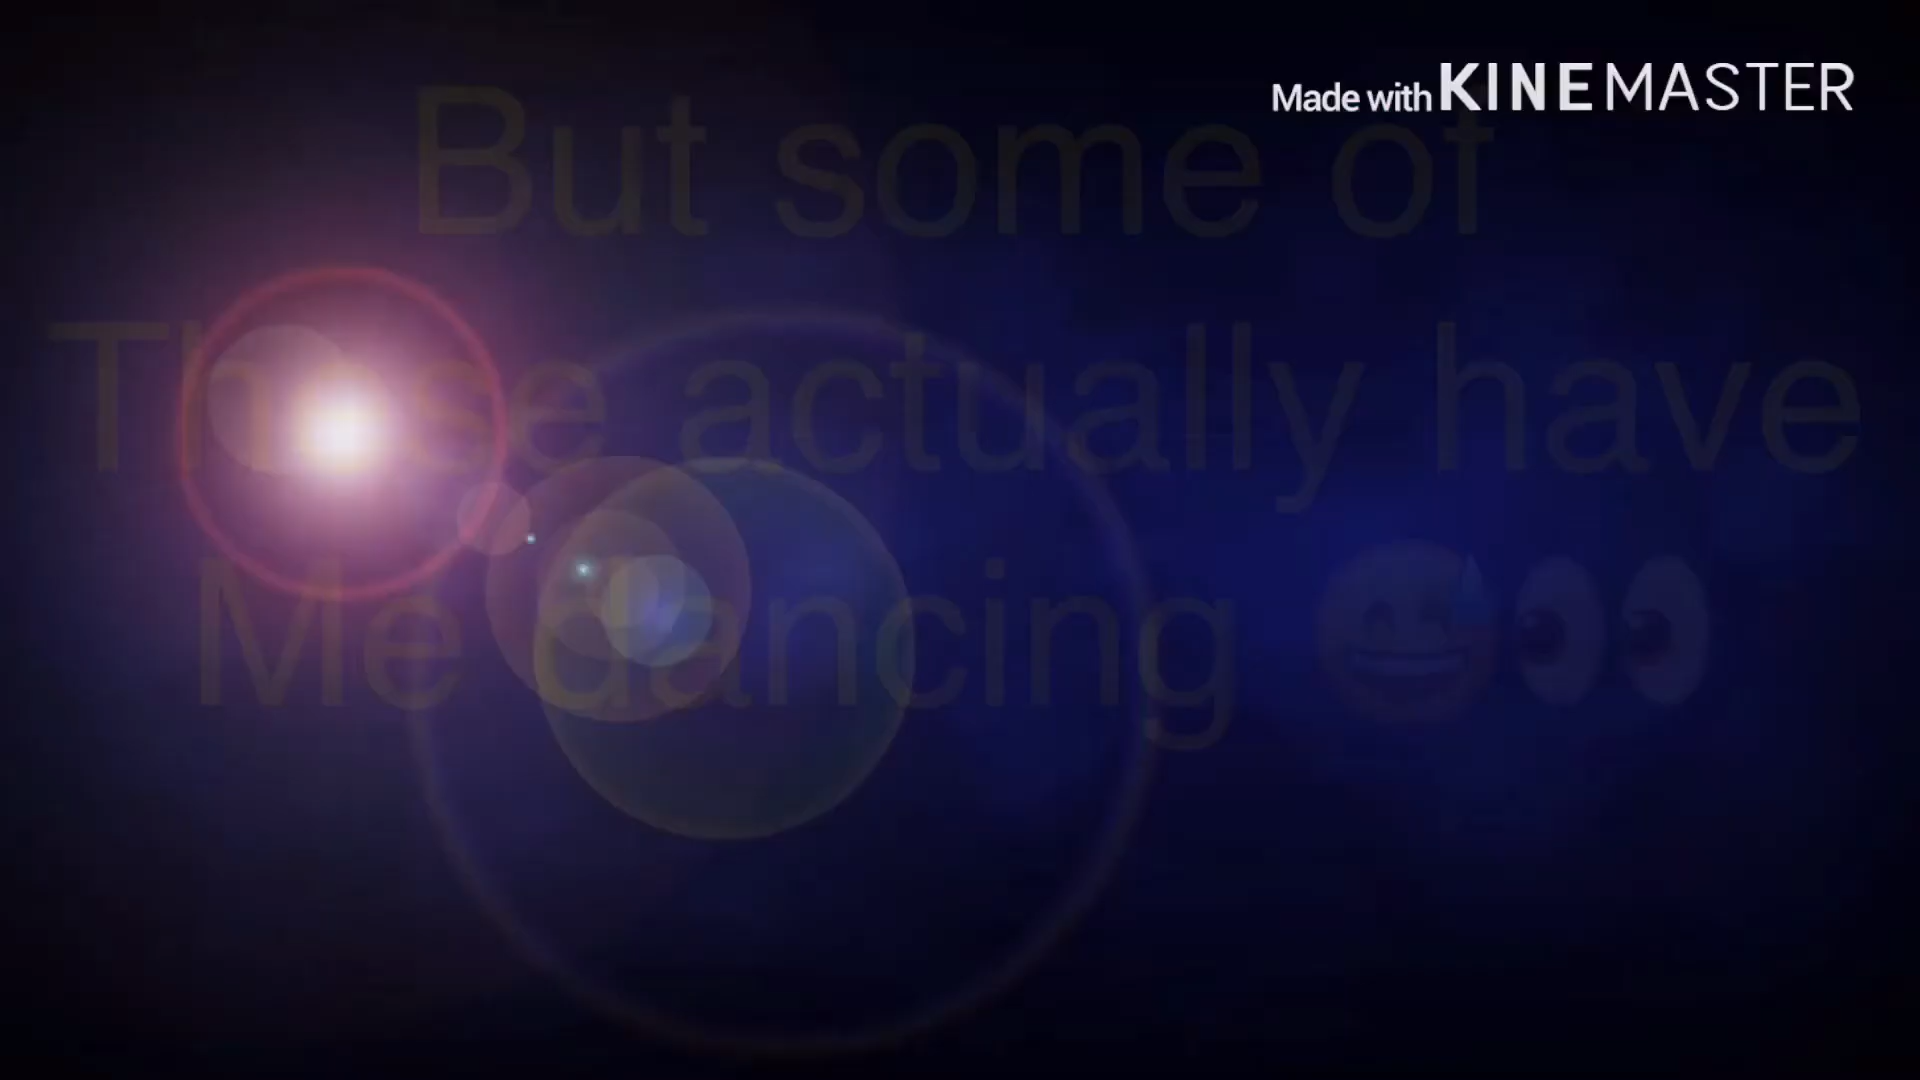 Made with KINEMASTER
But some of
Those actually have
Me dancing 😅👀